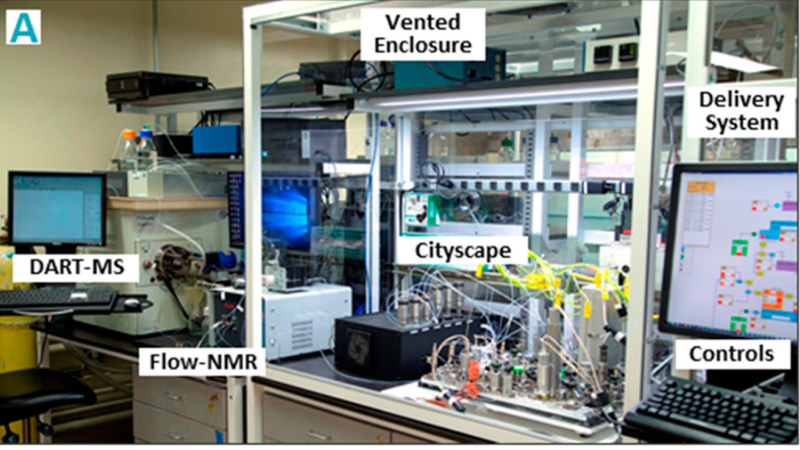 A
Vented
Enclosure
Delivery
System
Cityscape
DART-MS
Flow-NMR
Controls